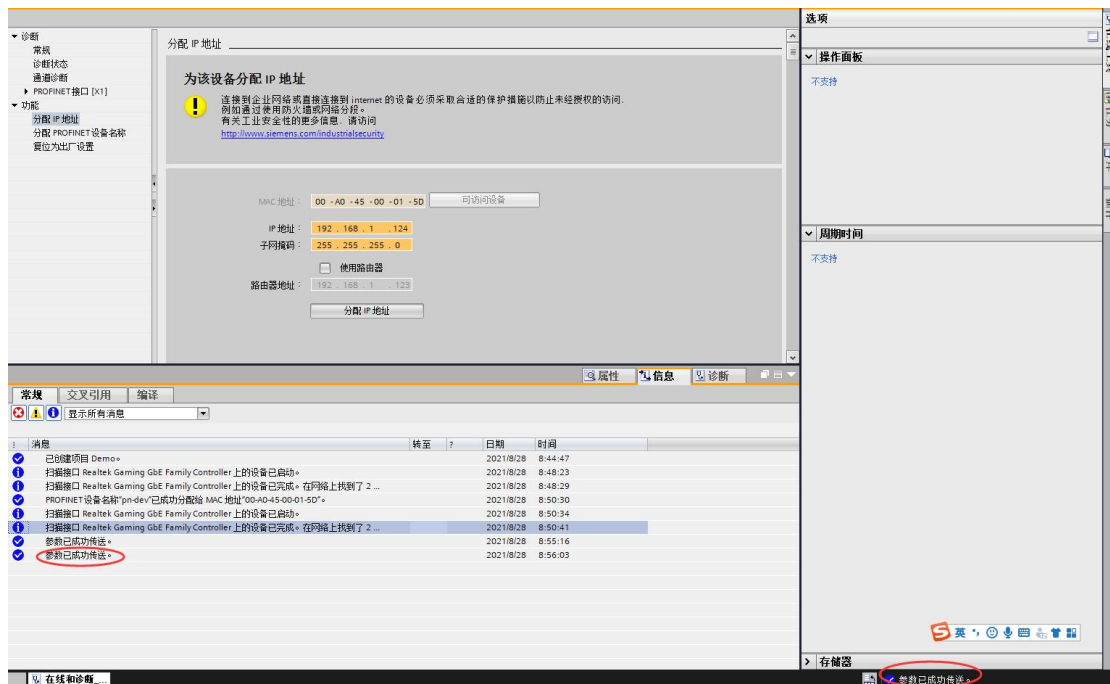 选项
诊断
常规
诊断状态
通道诊断
PROFINET接口 [X1]
功能
分配 IP 地址
分配 PROFINET 设备名称
复位为出厂设置
分配 IP 地址
为该设备分配 IP 地址
连接到企业网络或直接连接到 internet 的设备必须采取合适的保护措施以防止未经授权的访问.
例如通过使用防火墙或网络分段。
有关工业安全性的更多信息, 请访问
http://www.siemens.com/industrialsecurity
MAC 地址： 00 -A0 -45 -00 -01 -5D 可访问设备
IP 地址： 192 . 168 . 1 . 124
子网掩码： 255 . 255 . 255 . 0
使用路由器
路由器地址： 192 . 168 . 1 . 123
分配 IP 地址
操作面板
不支持
周期时间
不支持
存储器
属性 信息 诊断
常规 交叉引用 编译
显示所有消息
! 消息 转至 ? 日期 时间
已创建项目 Demo。 2021/8/28 8:44:47
扫描接口 Realtek Gaming GbE Family Controller 上的设备已启动。 2021/8/28 8:48:23
扫描接口 Realtek Gaming GbE Family Controller 上的设备已完成。在网络上找到了 2 ... 2021/8/28 8:48:29
PROFINET 设备名称“pn-dev”已成功分配给 MAC 地址“00-A0-45-00-01-5D”。 2021/8/28 8:50:30
扫描接口 Realtek Gaming GbE Family Controller 上的设备已启动。 2021/8/28 8:50:34
扫描接口 Realtek Gaming GbE Family Controller 上的设备已完成。在网络上找到了 2 ... 2021/8/28 8:50:41
参数已成功传送。 2021/8/28 8:55:16
参数已成功传送。 2021/8/28 8:56:03
英
在线和诊断_...
参数已成功传送。